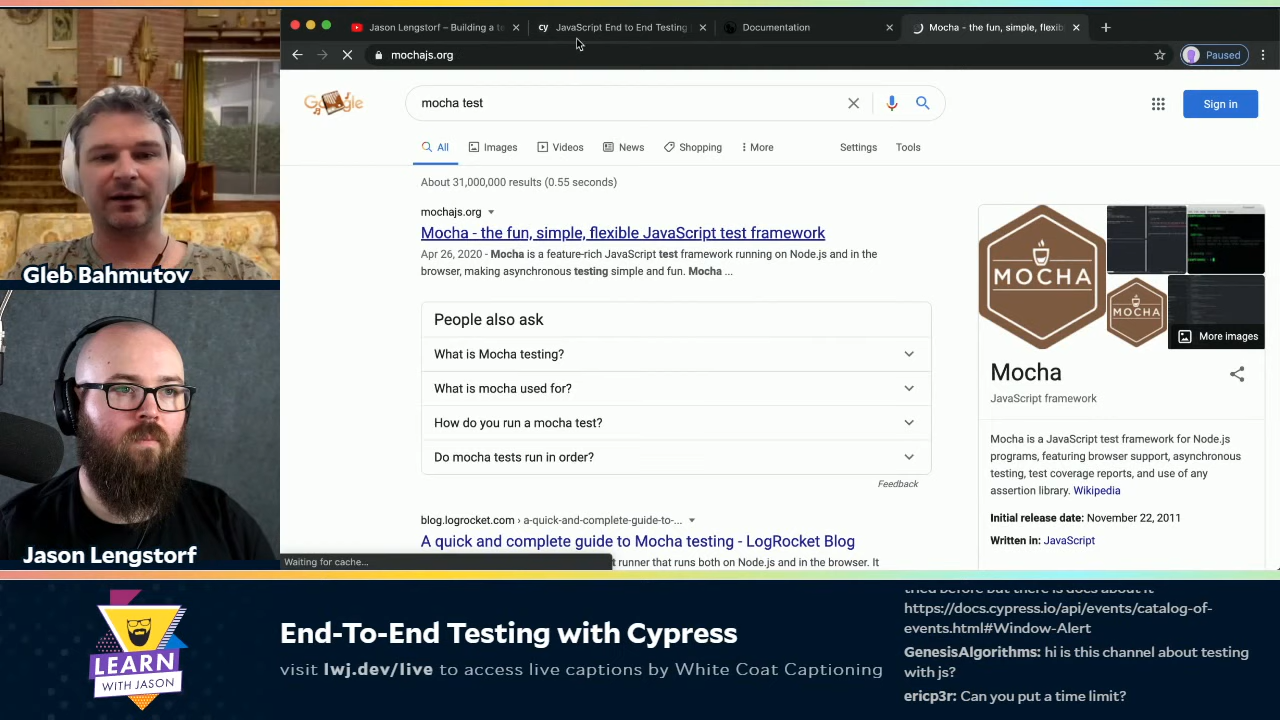 Jason Lengstorf – Building a te
cy JavaScript End to End Testing
Documentation
Mocha - the fun, simple, flexib
mochajs.org
Paused
Google
mocha test
Sign in
All
Images
Videos
News
Shopping
More
Settings
Tools
About 31,000,000 results (0.55 seconds)
mochajs.org
Mocha - the fun, simple, flexible JavaScript test framework
Apr 26, 2020 - Mocha is a feature-rich JavaScript test framework running on Node.js and in the
browser, making asynchronous testing simple and fun. Mocha ...
People also ask
What is Mocha testing?
What is mocha used for?
How do you run a mocha test?
Do mocha tests run in order?
Feedback
blog.logrocket.com › a-quick-and-complete-guide-to-...
A quick and complete guide to Mocha testing - LogRocket Blog
t runner that runs both on Node.js and in the browser. It
Waiting for cache...
MOCHA
MOCHA
More images
Mocha
JavaScript framework
Mocha is a JavaScript test framework for Node.js
programs, featuring browser support, asynchronous
testing, test coverage reports, and use of any
assertion library. Wikipedia
Initial release date: November 22, 2011
Written in: JavaScript
Gleb Bahmutov
Jason Lengstorf
LEARN
WITH JASON
End-To-End Testing with Cypress
visit lwj.dev/live to access live captions by White Coat Captioning
tried before but there is docs about it
https://docs.cypress.io/api/events/catalog-of-
events.html#Window-Alert
GenesisAlgorithms: hi is this channel about testing
with js?
ericp3r: Can you put a time limit?